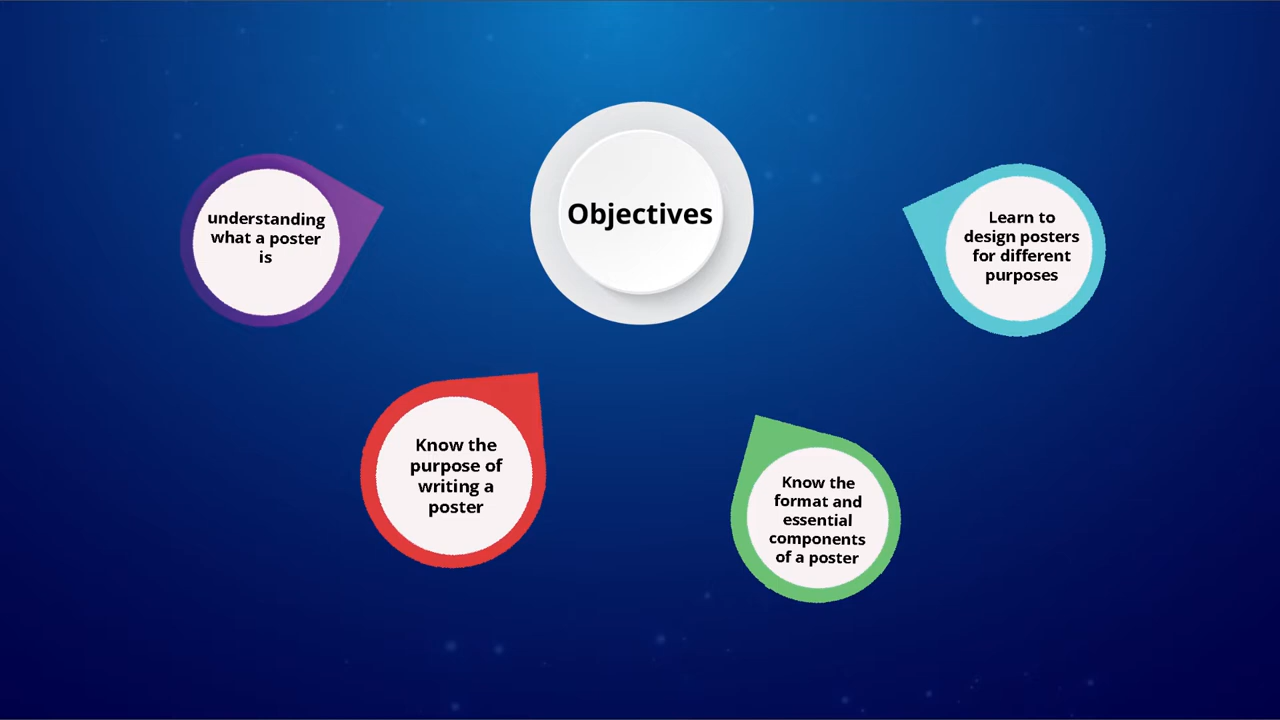 Objectives
understanding
what a poster
is
Know the
purpose of
writing a
poster
Know the
format and
essential
components
of a poster
Learn to
design posters
for different
purposes